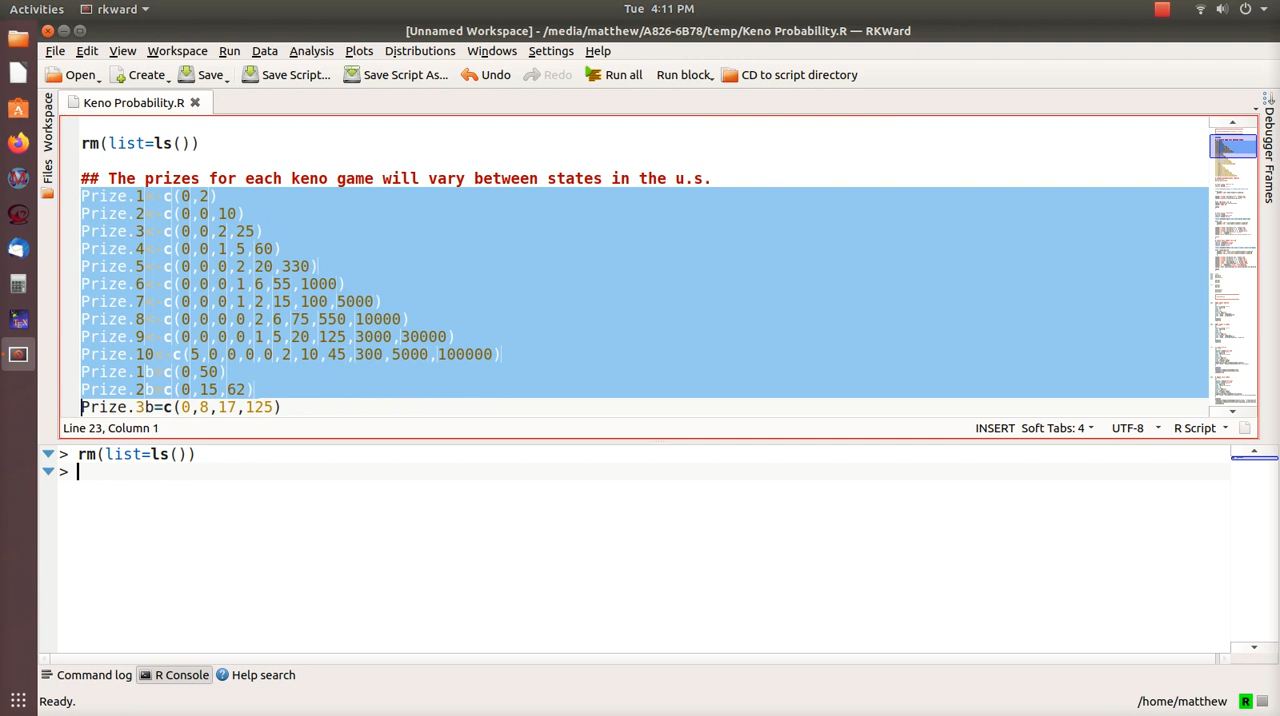 Activities rkward Tue 4:11 PM
[Unnamed Workspace] - /media/matthew/A826-6B78/temp/Keno Probability.R — RKWard
File Edit View Workspace Run Data Analysis Plots Distributions Windows Settings Help
Open Create Save Save Script... Save Script As... Undo Redo Run all Run block CD to script directory
Workspace
Files
Keno Probability.R
Debugger Frames
rm(list=ls())
## The prizes for each keno game will vary between states in the u.s.
Prize.1=c(0,2)
Prize.2=c(0,0,10)
Prize.3=c(0,0,2,25)
Prize.4=c(0,0,1,5,60)
Prize.5=c(0,0,0,2,20,330)
Prize.6=c(0,0,0,1,6,55,1000)
Prize.7=c(0,0,0,1,2,15,100,5000)
Prize.8=c(0,0,0,0,2,6,75,550,10000)
Prize.9=c(0,0,0,0,1,5,20,125,3000,30000)
Prize.10=c(5,0,0,0,0,2,10,45,300,5000,100000)
Prize.1b=c(0,50)
Prize.2b=c(0,15,62)
Prize.3b=c(0,8,17,125)
Line 23, Column 1 INSERT Soft Tabs: 4 UTF-8 R Script
> rm(list=ls())
>
Command log R Console Help search
Ready. /home/matthew R